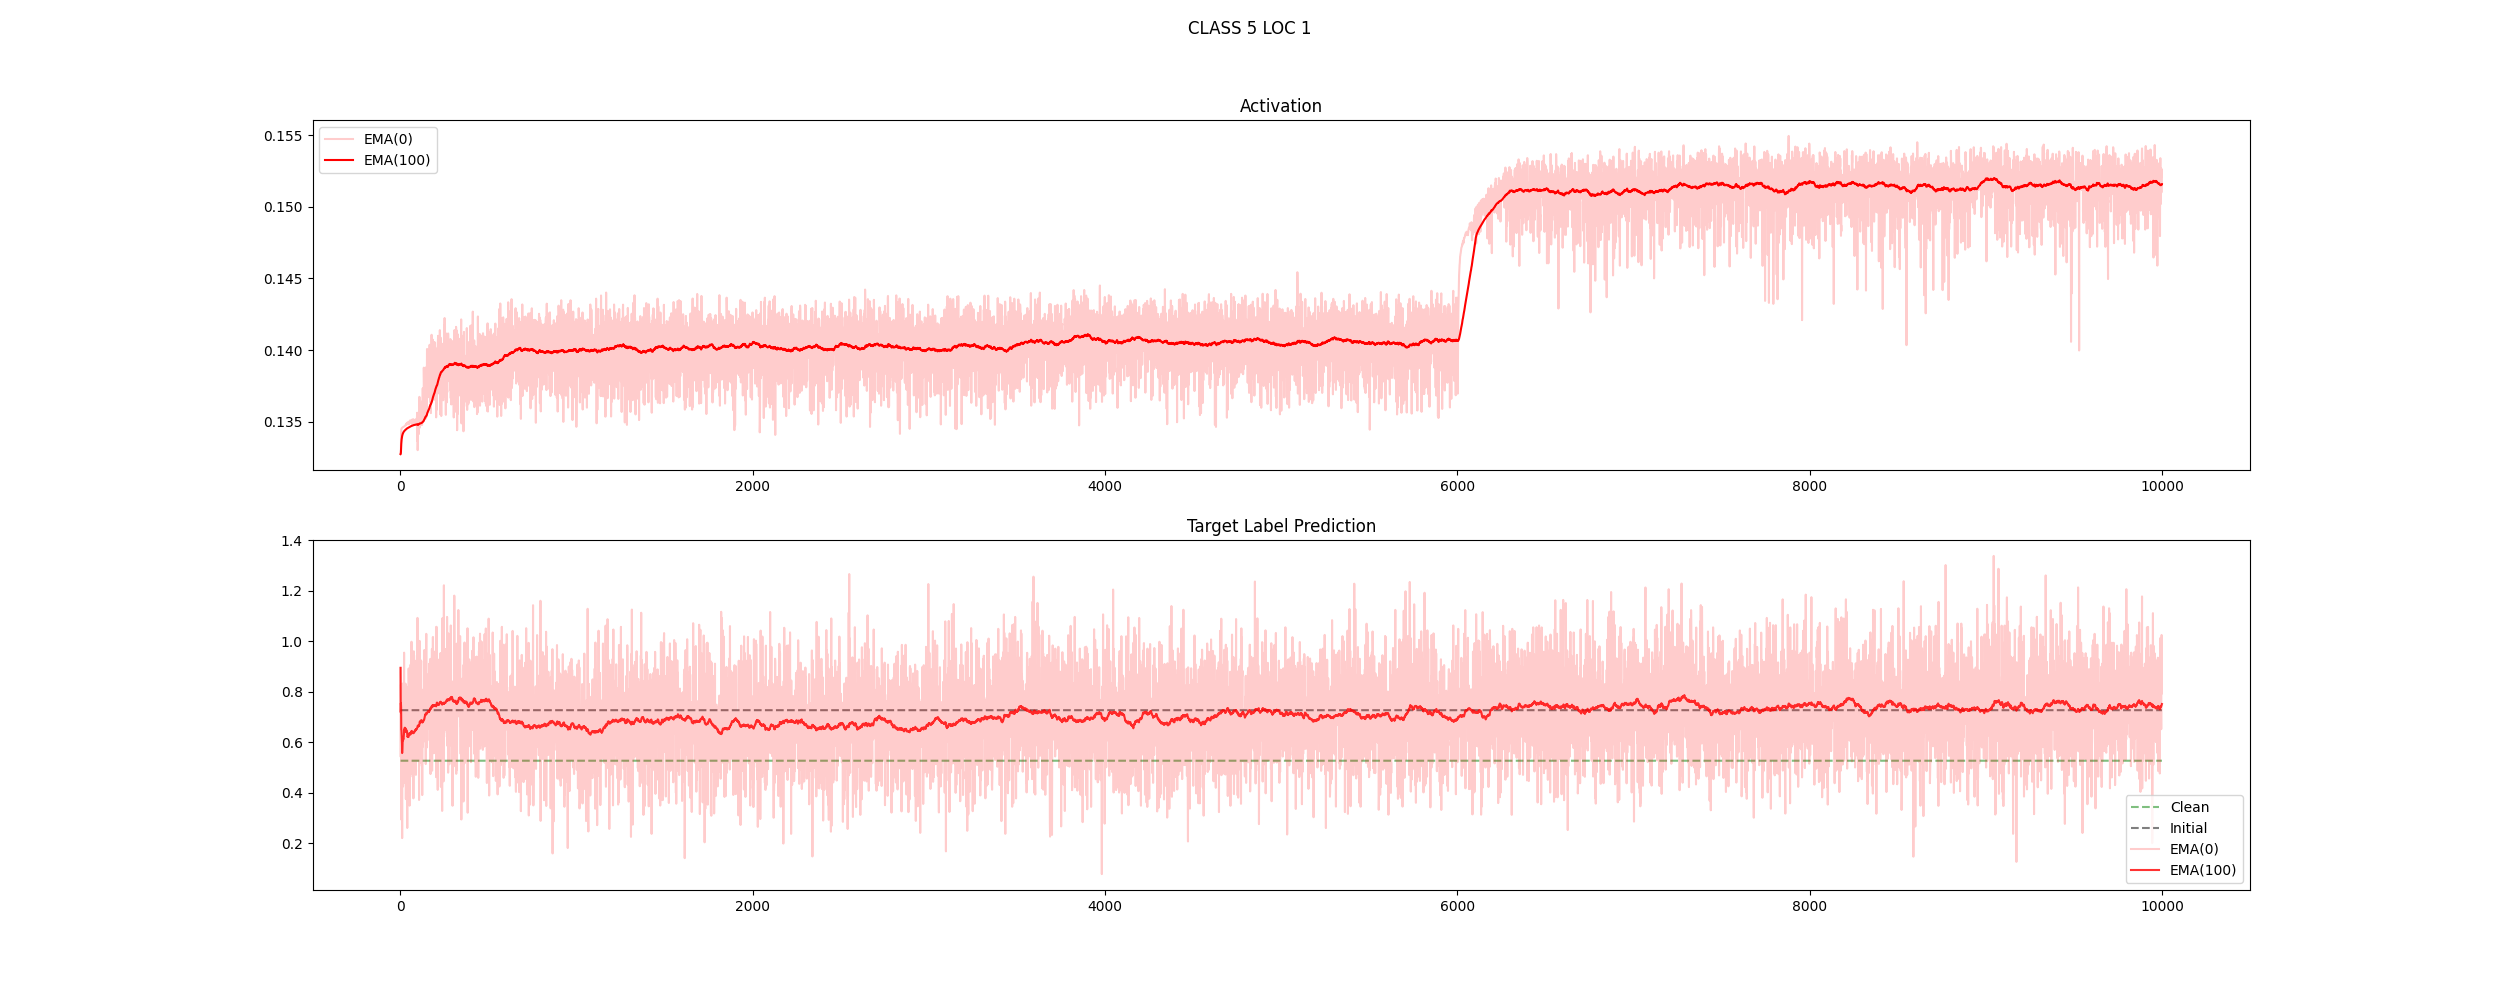 CLASS 5 LOC 1
Activation
EMA(0)
EMA(100)
0.155
0.150
0.145
0.140
0.135
0
2000
4000
6000
8000
10000
Target Label Prediction
1.4
1.2
1.0
0.8
0.6
0.4
0.2
Clean
Initial
EMA(0)
EMA(100)
0
2000
4000
6000
8000
10000